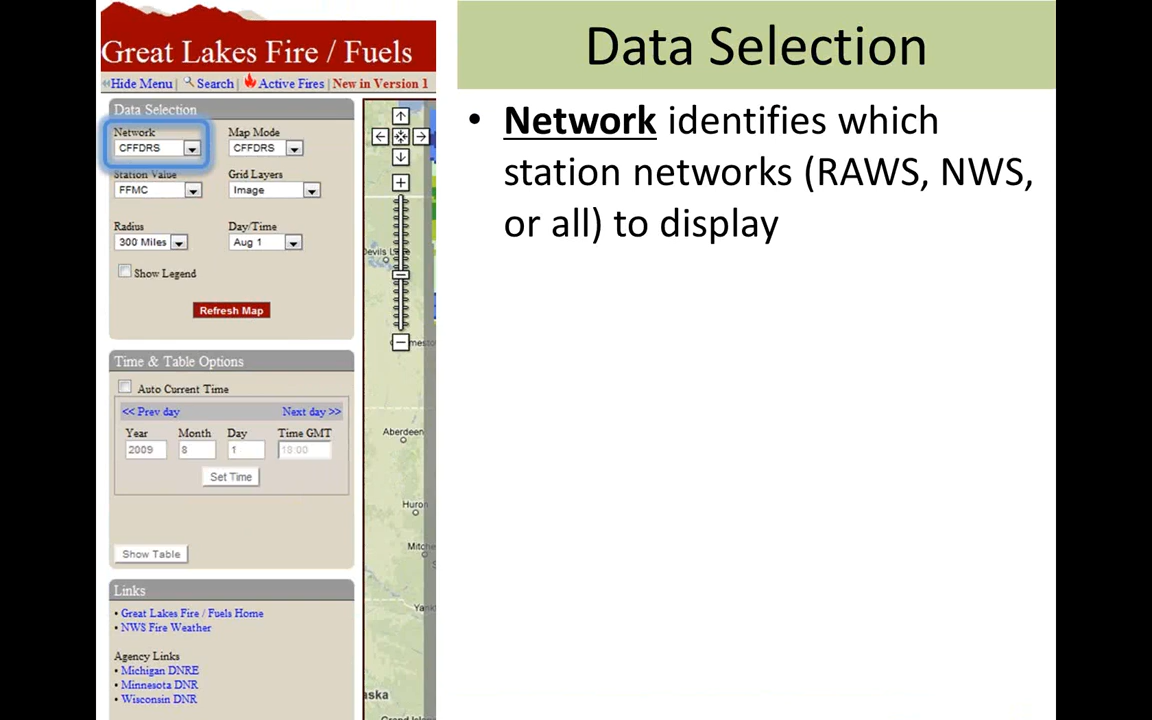 Great Lakes Fire / Fuels
Hide Menu | Search | Active Fires | New in Version 1
Data Selection
Network Map Mode
CFFDRS CFFDRS
Station Value Grid Layers
FFMC Image
Radius Day/Time
300 Miles Aug 1
Show Legend
Refresh Map
Time & Table Options
Auto Current Time
<< Prev day Next day >>
Year Month Day Time GMT
2009 8 1 18:00
Set Time
Show Table
Links
• Great Lakes Fire / Fuels Home
• NWS Fire Weather
Agency Links
• Michigan DNRE
• Minnesota DNR
• Wisconsin DNR
Devils L
Aberdeen
Huron
Mitche
Yank
aska
Grand Islan
Data Selection
• Network identifies which
station networks (RAWS, NWS,
or all) to display